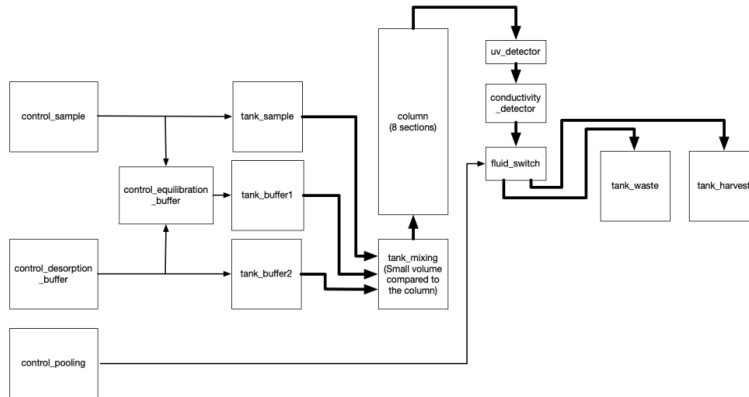 uv_detector
column
(8 sections)
conductivity
_detector
control_sample
tank_sample
fluid_switch
control_equilibration
_buffer
tank_buffer1
tank_waste
tank_harvest
control_desorption
_buffer
tank_buffer2
tank_mixing
(Small volume
compared to
the column)
control_pooling